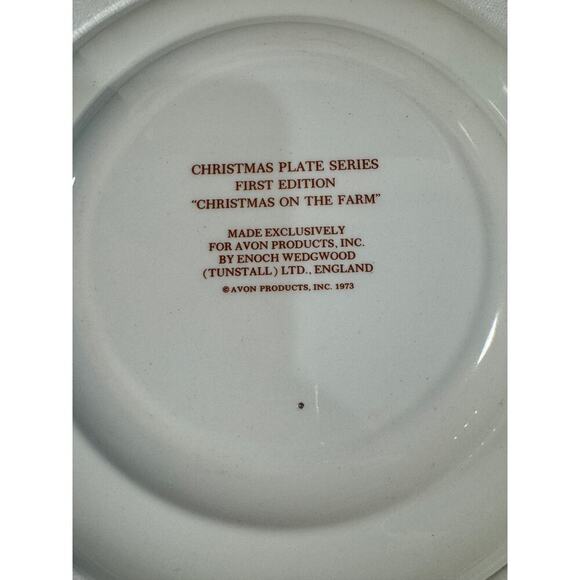 CHRISTMAS PLATE SERIES
FIRST EDITION
"CHRISTMAS ON THE FARM"
MADE EXCLUSIVELY
FOR AVON PRODUCTS, INC.
BY ENOCH WEDGWOOD
(TUNSTALL) LTD., ENGLAND
©AVON PRODUCTS, INC. 1973